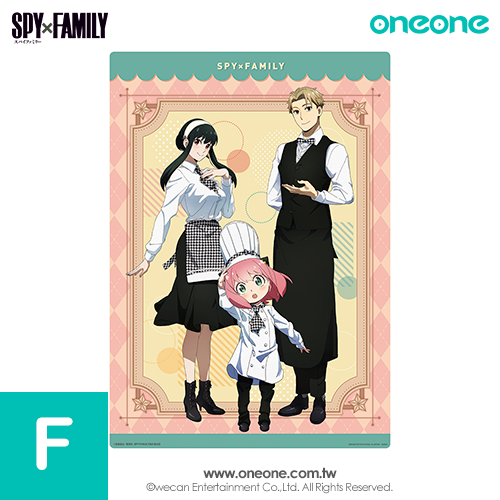 SPY×FAMILY
スパイファミリー
oneone
SPY×FAMILY
F
www.oneone.com.tw
©wecan Entertainment Co.,Ltd. All Rights Reserved.